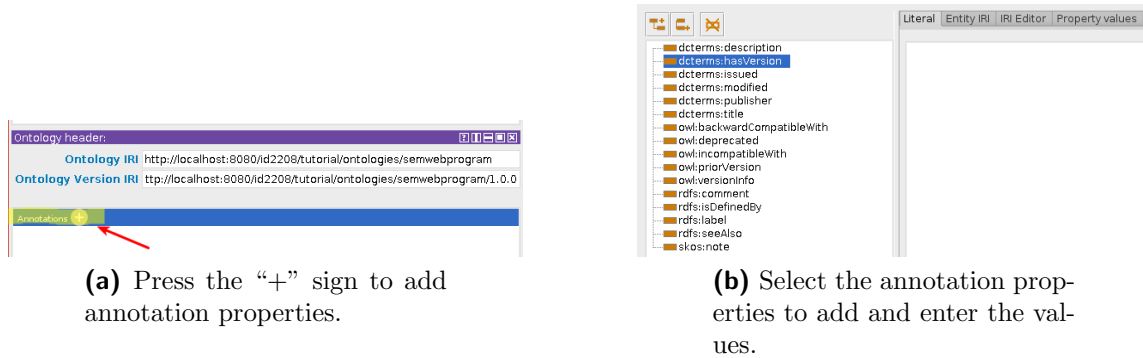 Ontology header:
Ontology IRI http://localhost:8080/id2208/tutorial/ontologies/semwebprogram
Ontology Version IRI ttp://localhost:8080/id2208/tutorial/ontologies/semwebprogram/1.0.0
Annotations
(a) Press the “+” sign to add
annotation properties.
Literal Entity IRI IRI Editor Property values
dcterms:description
dcterms:hasVersion
dcterms:issued
dcterms:modified
dcterms:publisher
dcterms:title
owl:backwardCompatibleWith
owl:deprecated
owl:incompatibleWith
owl:priorVersion
owl:versionInfo
rdfs:comment
rdfs:isDefinedBy
rdfs:label
rdfs:seeAlso
skos:note
(b) Select the annotation prop-
erties to add and enter the val-
ues.